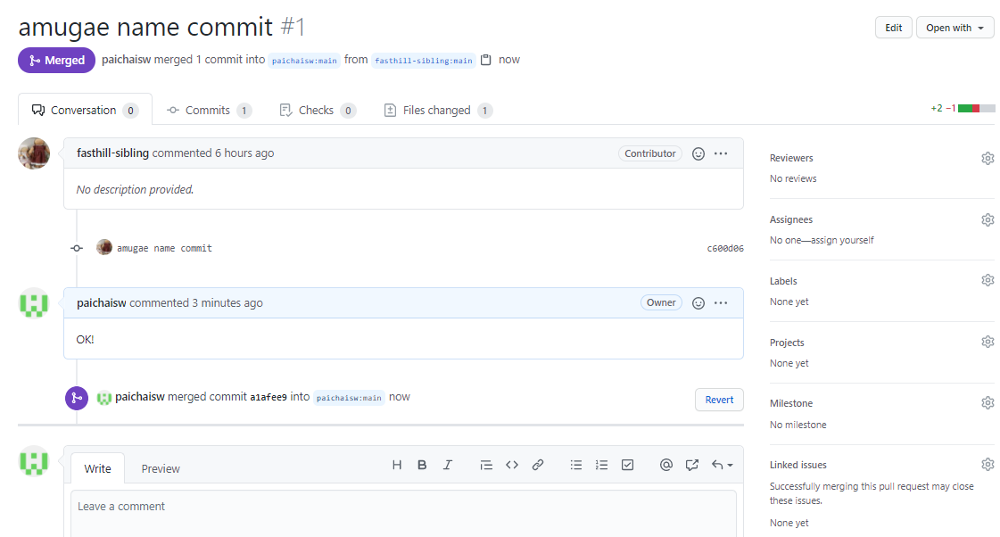 amugae name commit #1
Edit
Open with
Merged
paichaisw merged 1 commit into paichaisw:main from fasthill-sibling:main now
Conversation 0
Commits 1
Checks 0
Files changed 1
+2 −1
fasthill-sibling commented 6 hours ago
Contributor
No description provided.
amugae name commit
c600d06
paichaisw commented 3 minutes ago
Owner
OK!
paichaisw merged commit a1afee9 into paichaisw:main now
Revert
Write
Preview
Leave a comment
Reviewers
No reviews
Assignees
No one—assign yourself
Labels
None yet
Projects
None yet
Milestone
No milestone
Linked issues
Successfully merging this pull request may close
these issues.
None yet